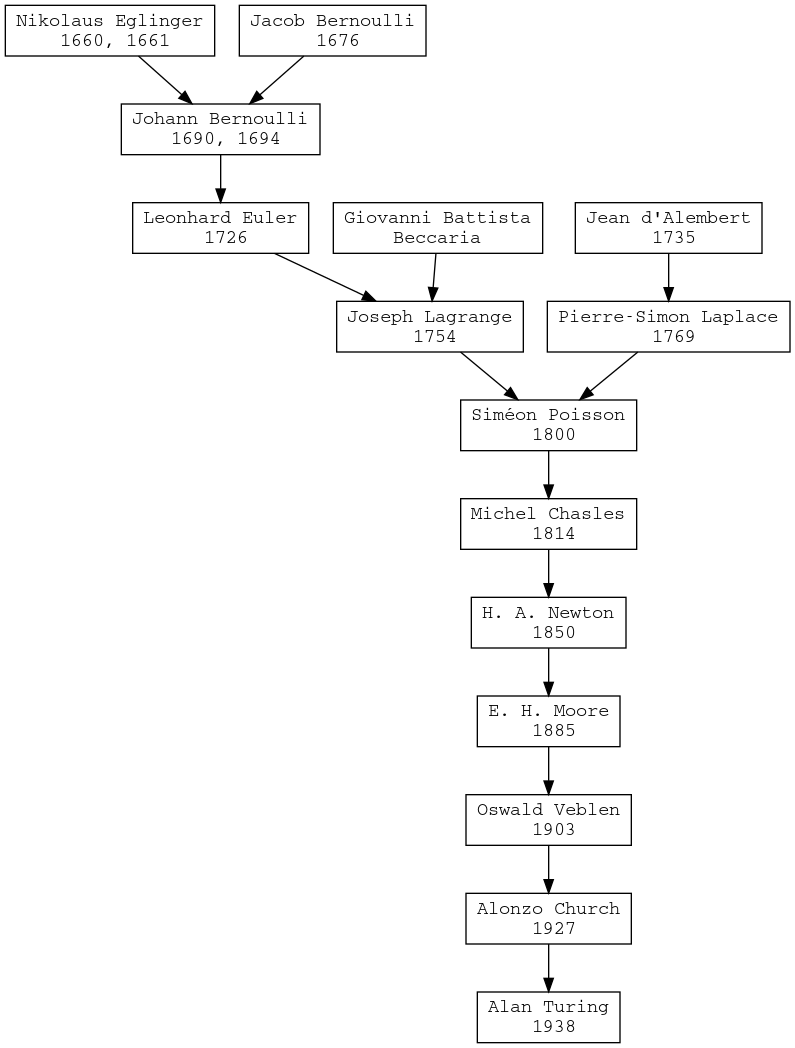 Nikolaus Eglinger
1660, 1661
Jacob Bernoulli
1676
Johann Bernoulli
1690, 1694
Leonhard Euler
1726
Giovanni Battista
Beccaria
Jean d'Alembert
1735
Joseph Lagrange
1754
Pierre-Simon Laplace
1769
Siméon Poisson
1800
Michel Chasles
1814
H. A. Newton
1850
E. H. Moore
1885
Oswald Veblen
1903
Alonzo Church
1927
Alan Turing
1938